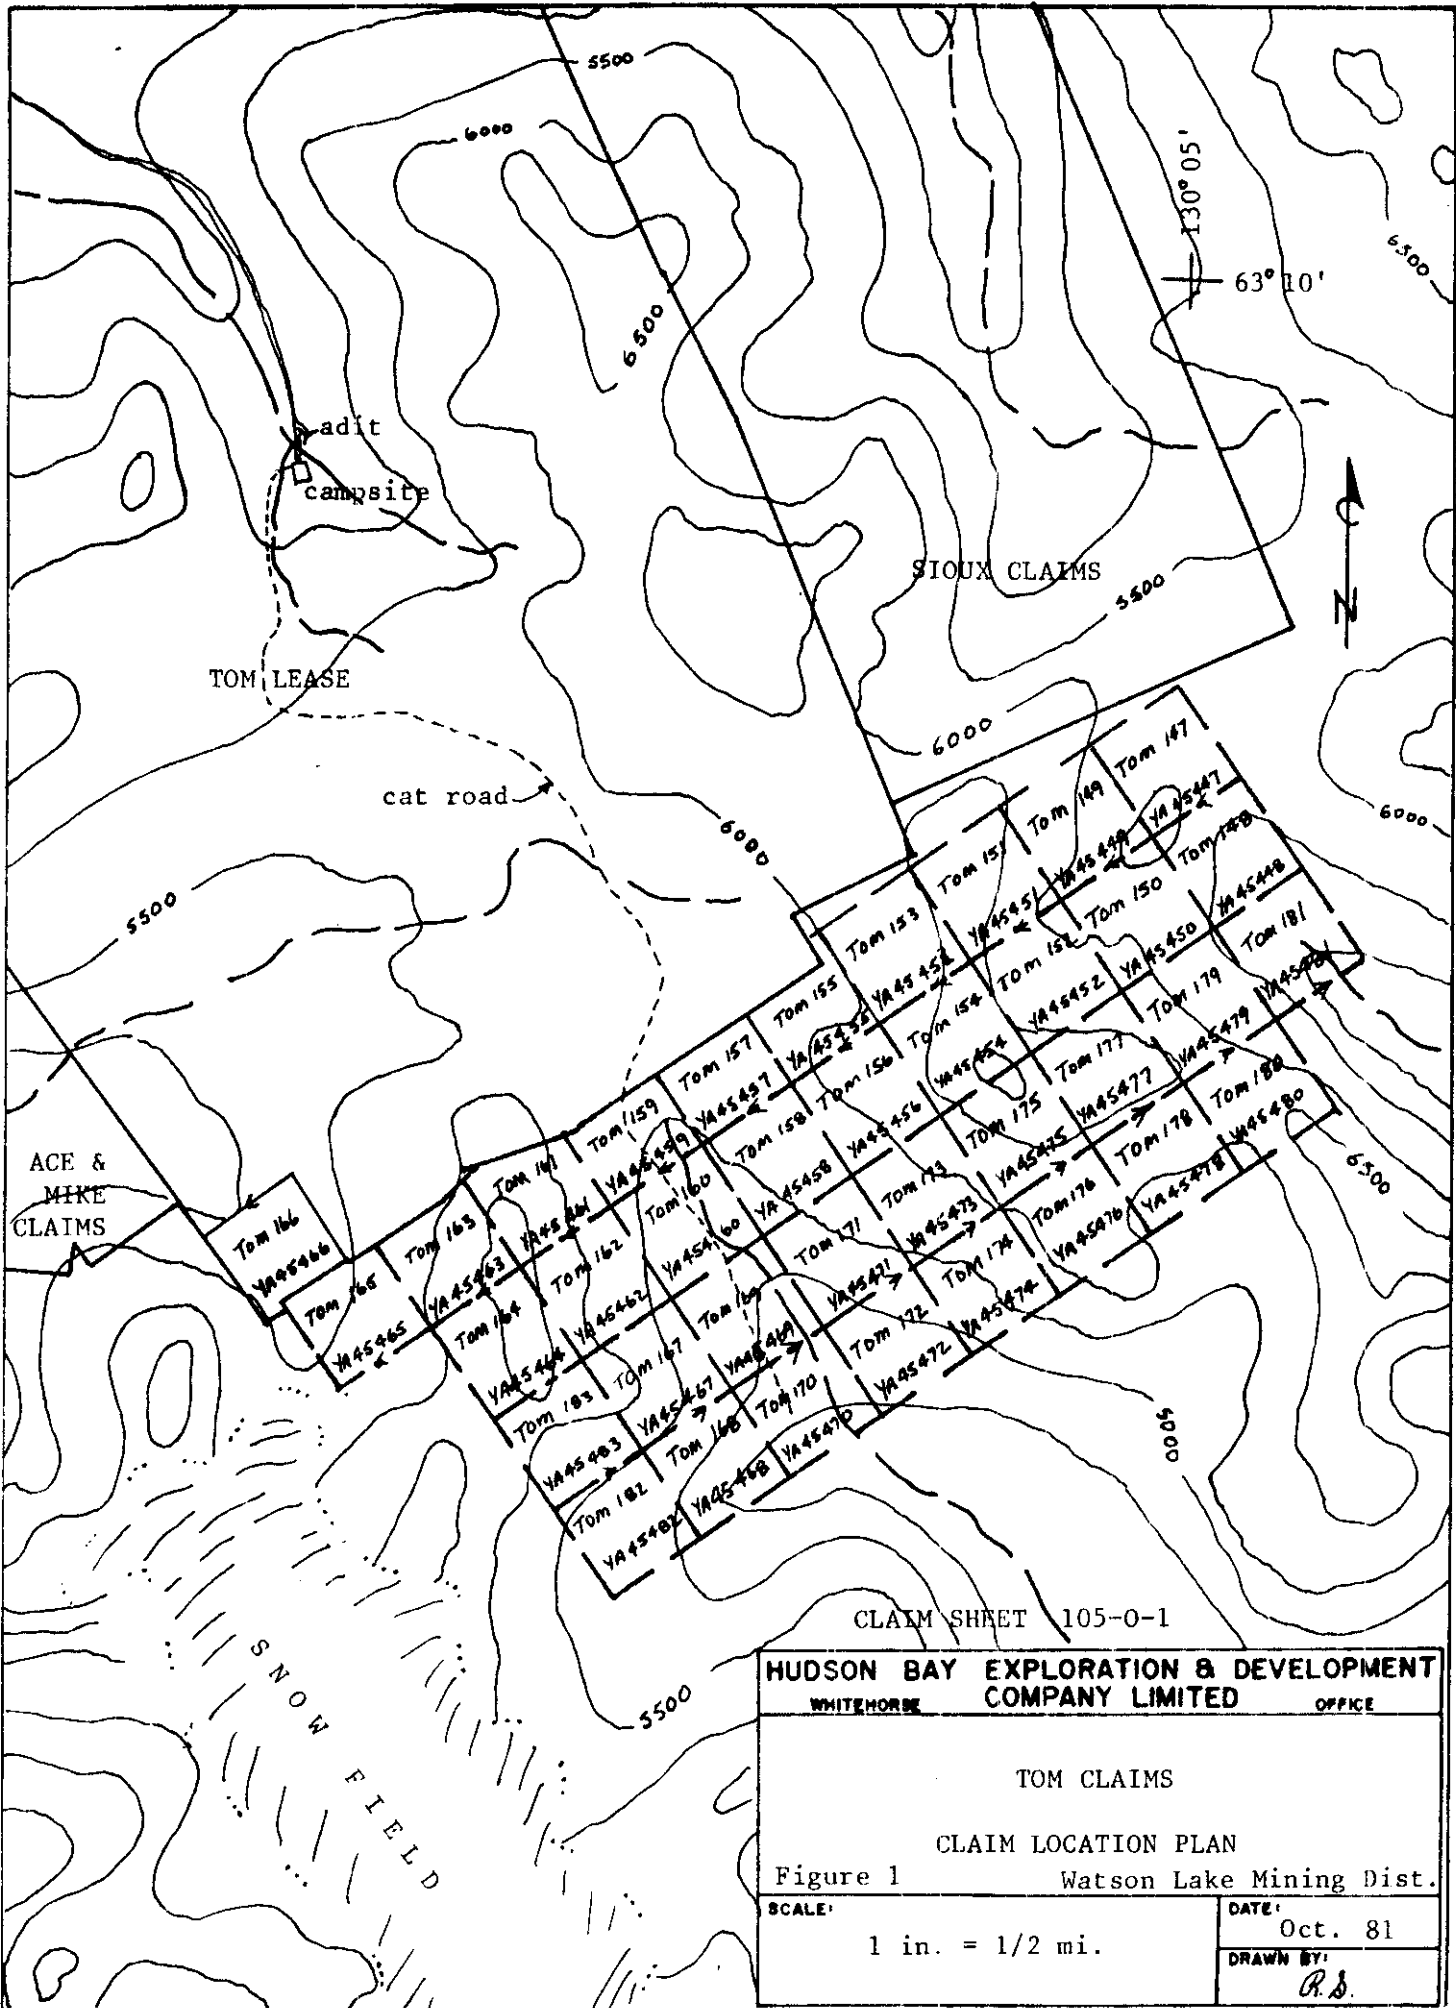 5500
6000
130° 05'
6500
63° 10'
6500
adit
campsite
SIOUX CLAIMS
5500
N
TOM LEASE
6000
Tom 147
cat road
Tom 149
YA45447
6000
6000
Tom 151
YA45449
Tom 148
5500
Tom 153
YA45451
Tom 150
YA45448
Tom 155
YA45453
Tom 152
YA45450
Tom 181
Tom 157
YA45455
Tom 154
YA45452
Tom 179
YA45481
Tom 159
YA45457
Tom 156
YA45454
Tom 177
YA45479
Tom 161
YA45459
Tom 158
YA45456
Tom 175
YA45477
Tom 180
ACE &
MIKE
CLAIMS
Tom 163
YA45461
Tom 160
YA45458
Tom 173
YA45475
Tom 178
YA45480
6500
Tom 166
YA45466
Tom 165
YA45463
Tom 162
YA45460
Tom 171
YA45473
Tom 176
YA45478
YA45465
Tom 164
YA45462
Tom 169
YA45471
Tom 174
YA45476
YA45464
Tom 167
YA45469
Tom 172
YA45474
Tom 183
YA45467
Tom 170
YA45472
YA45483
Tom 168
YA45470
5000
Tom 182
YA45468
YA45482
CLAIM SHEET 105-O-1
SNOW FIELD
5500
HUDSON BAY EXPLORATION & DEVELOPMENT
WHITEHORSE COMPANY LIMITED OFFICE
TOM CLAIMS
CLAIM LOCATION PLAN
Figure 1 Watson Lake Mining Dist.
SCALE:
1 in. = 1/2 mi.
DATE:
Oct. 81
DRAWN BY:
R.S.